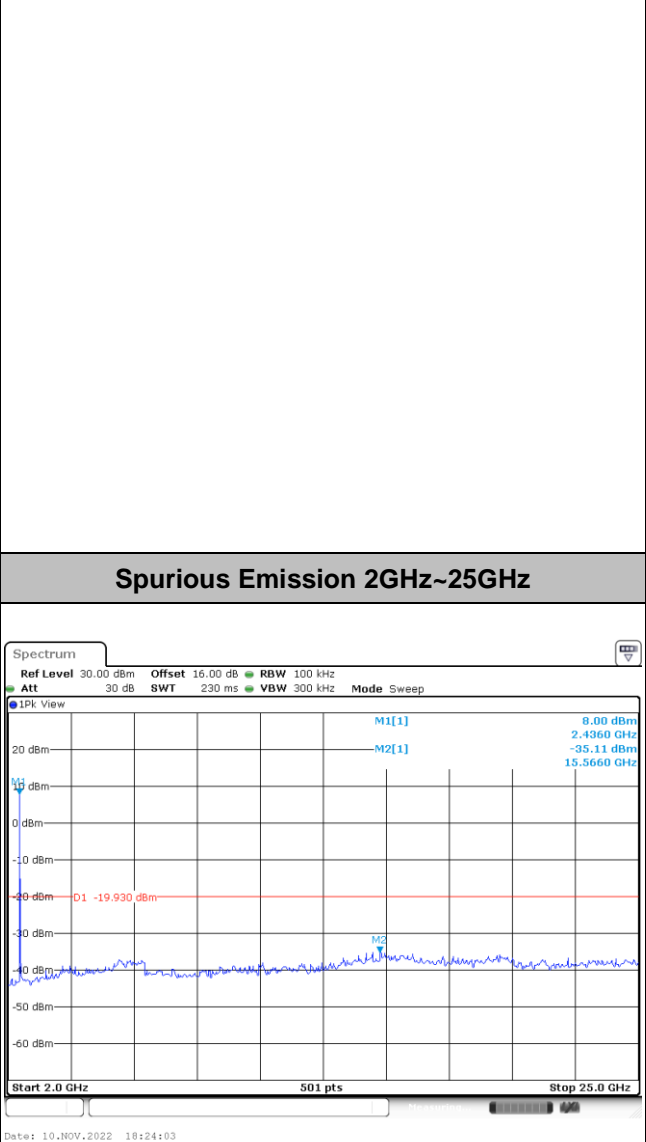 Spurious Emission 2GHz~25GHz
Spectrum
Ref Level 30.00 dBm Offset 16.00 dB RBW 100 kHz
Att 30 dB SWT 230 ms VBW 300 kHz Mode Sweep
1Pk View
M1[1] 8.00 dBm
2.4360 GHz
20 dBm M2[1] -35.11 dBm
15.5660 GHz
M1
10 dBm
0 dBm
-10 dBm
-20 dBm D1 -19.930 dBm
-30 dBm
M2
-40 dBm
-50 dBm
-60 dBm
Start 2.0 GHz 501 pts Stop 25.0 GHz
Measuring...
Date: 10.NOV.2022 18:24:03